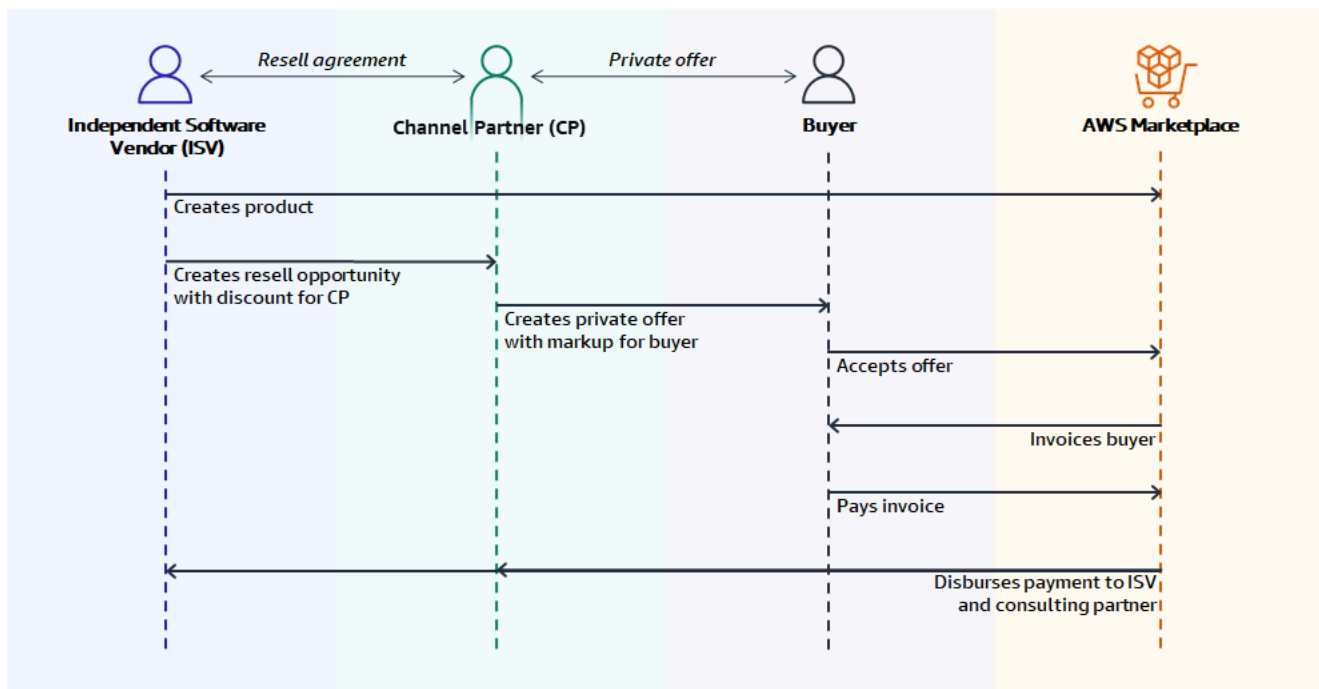 Resell agreement
Private offer
Independent Software
Vendor (ISV)
Channel Partner (CP)
Buyer
AWS Marketplace
Creates product
Creates resell opportunity
with discount for CP
Creates private offer
with markup for buyer
Accepts offer
Invoices buyer
Pays invoice
Disburses payment to ISV
and consulting partner